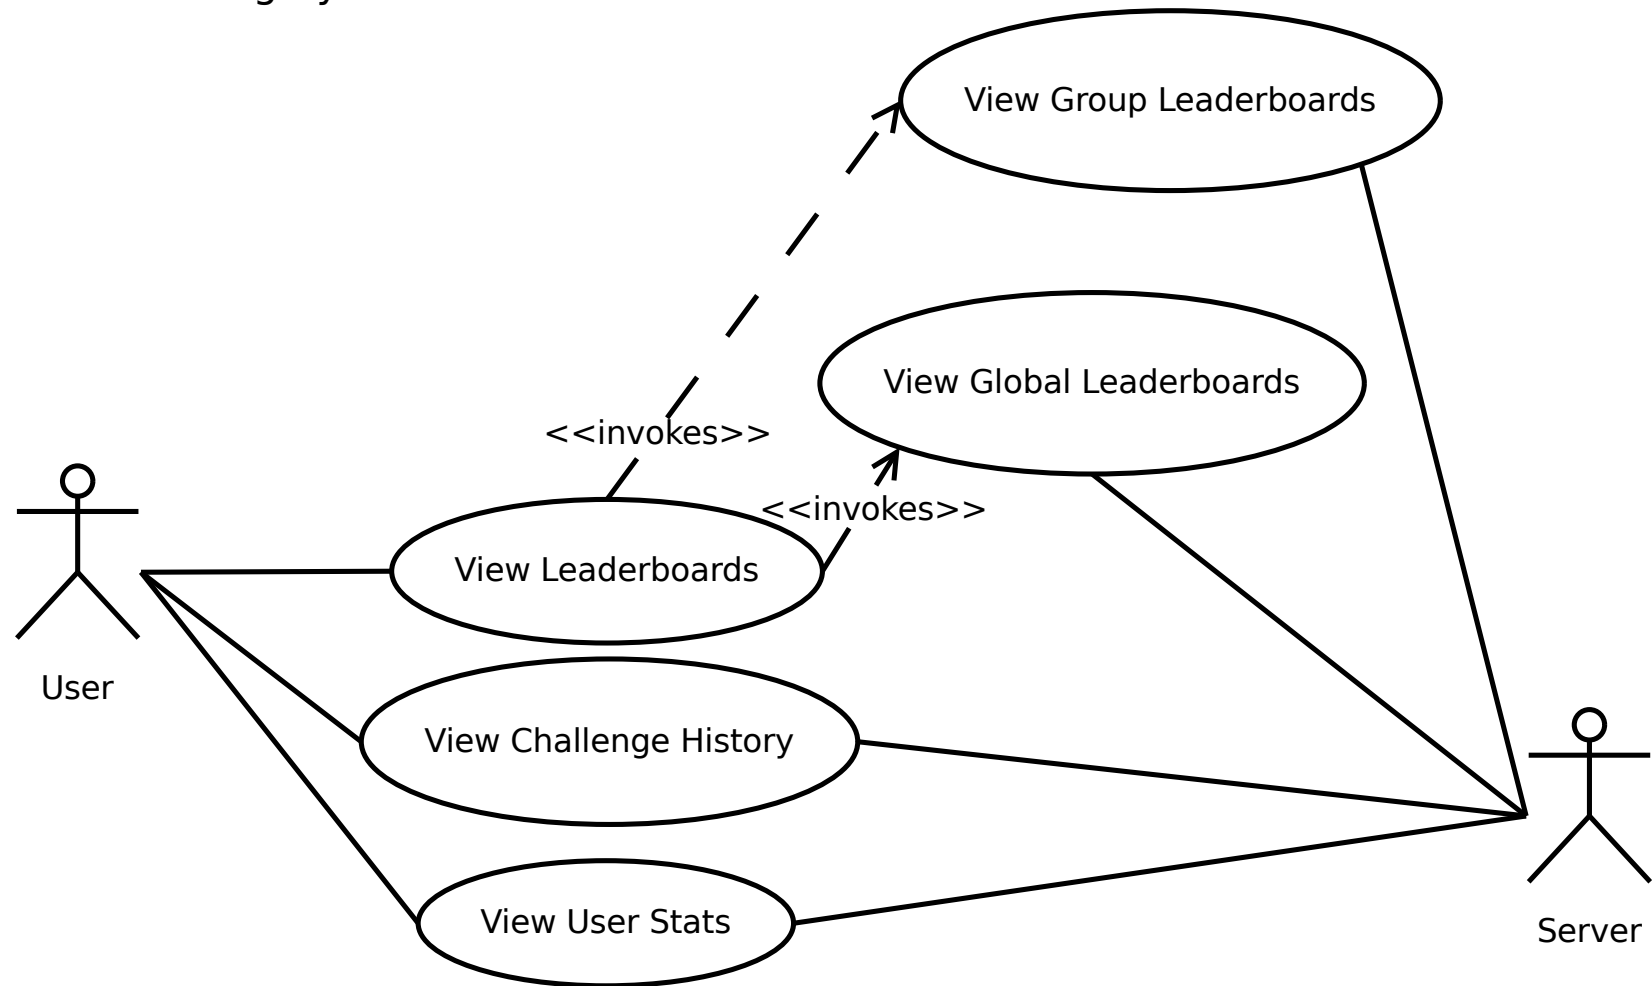 View Group Leaderboards
View Global Leaderboards
<<invokes>>
<<invokes>>
View Leaderboards
User
View Challenge History
View User Stats
Server